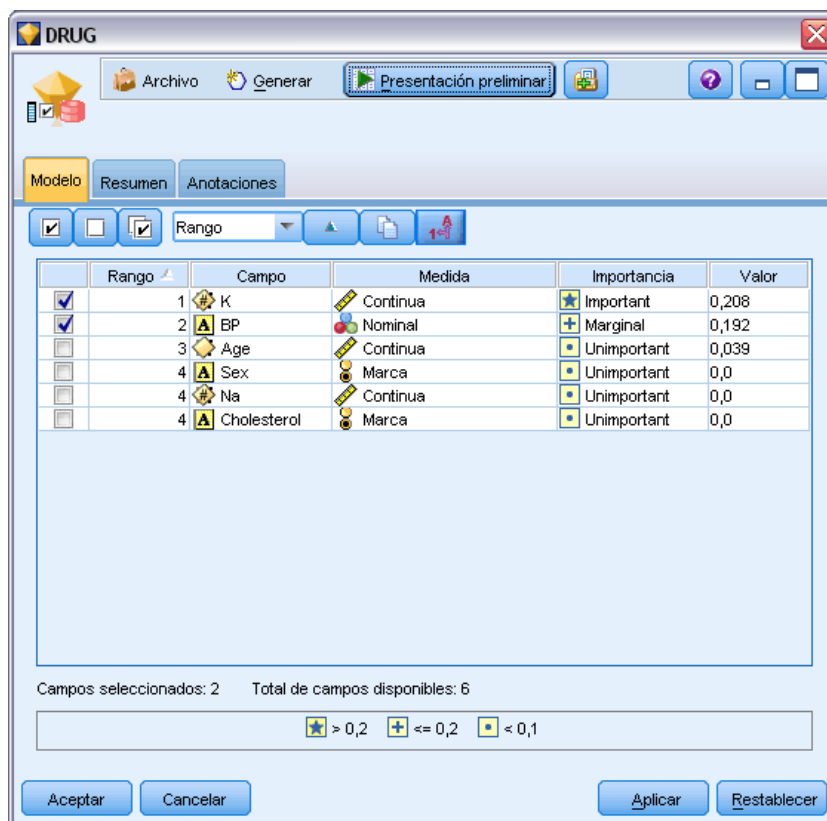 DRUG
Archivo Generar Presentación preliminar
Modelo Resumen Anotaciones
Rango
Rango Campo Medida Importancia Valor
1 K Continua Important 0,208
2 BP Nominal Marginal 0,192
3 Age Continua Unimportant 0,039
4 Sex Marca Unimportant 0,0
4 Na Continua Unimportant 0,0
4 Cholesterol Marca Unimportant 0,0
Campos seleccionados: 2 Total de campos disponibles: 6
> 0,2 <= 0,2 < 0,1
Aceptar Cancelar Aplicar Restablecer